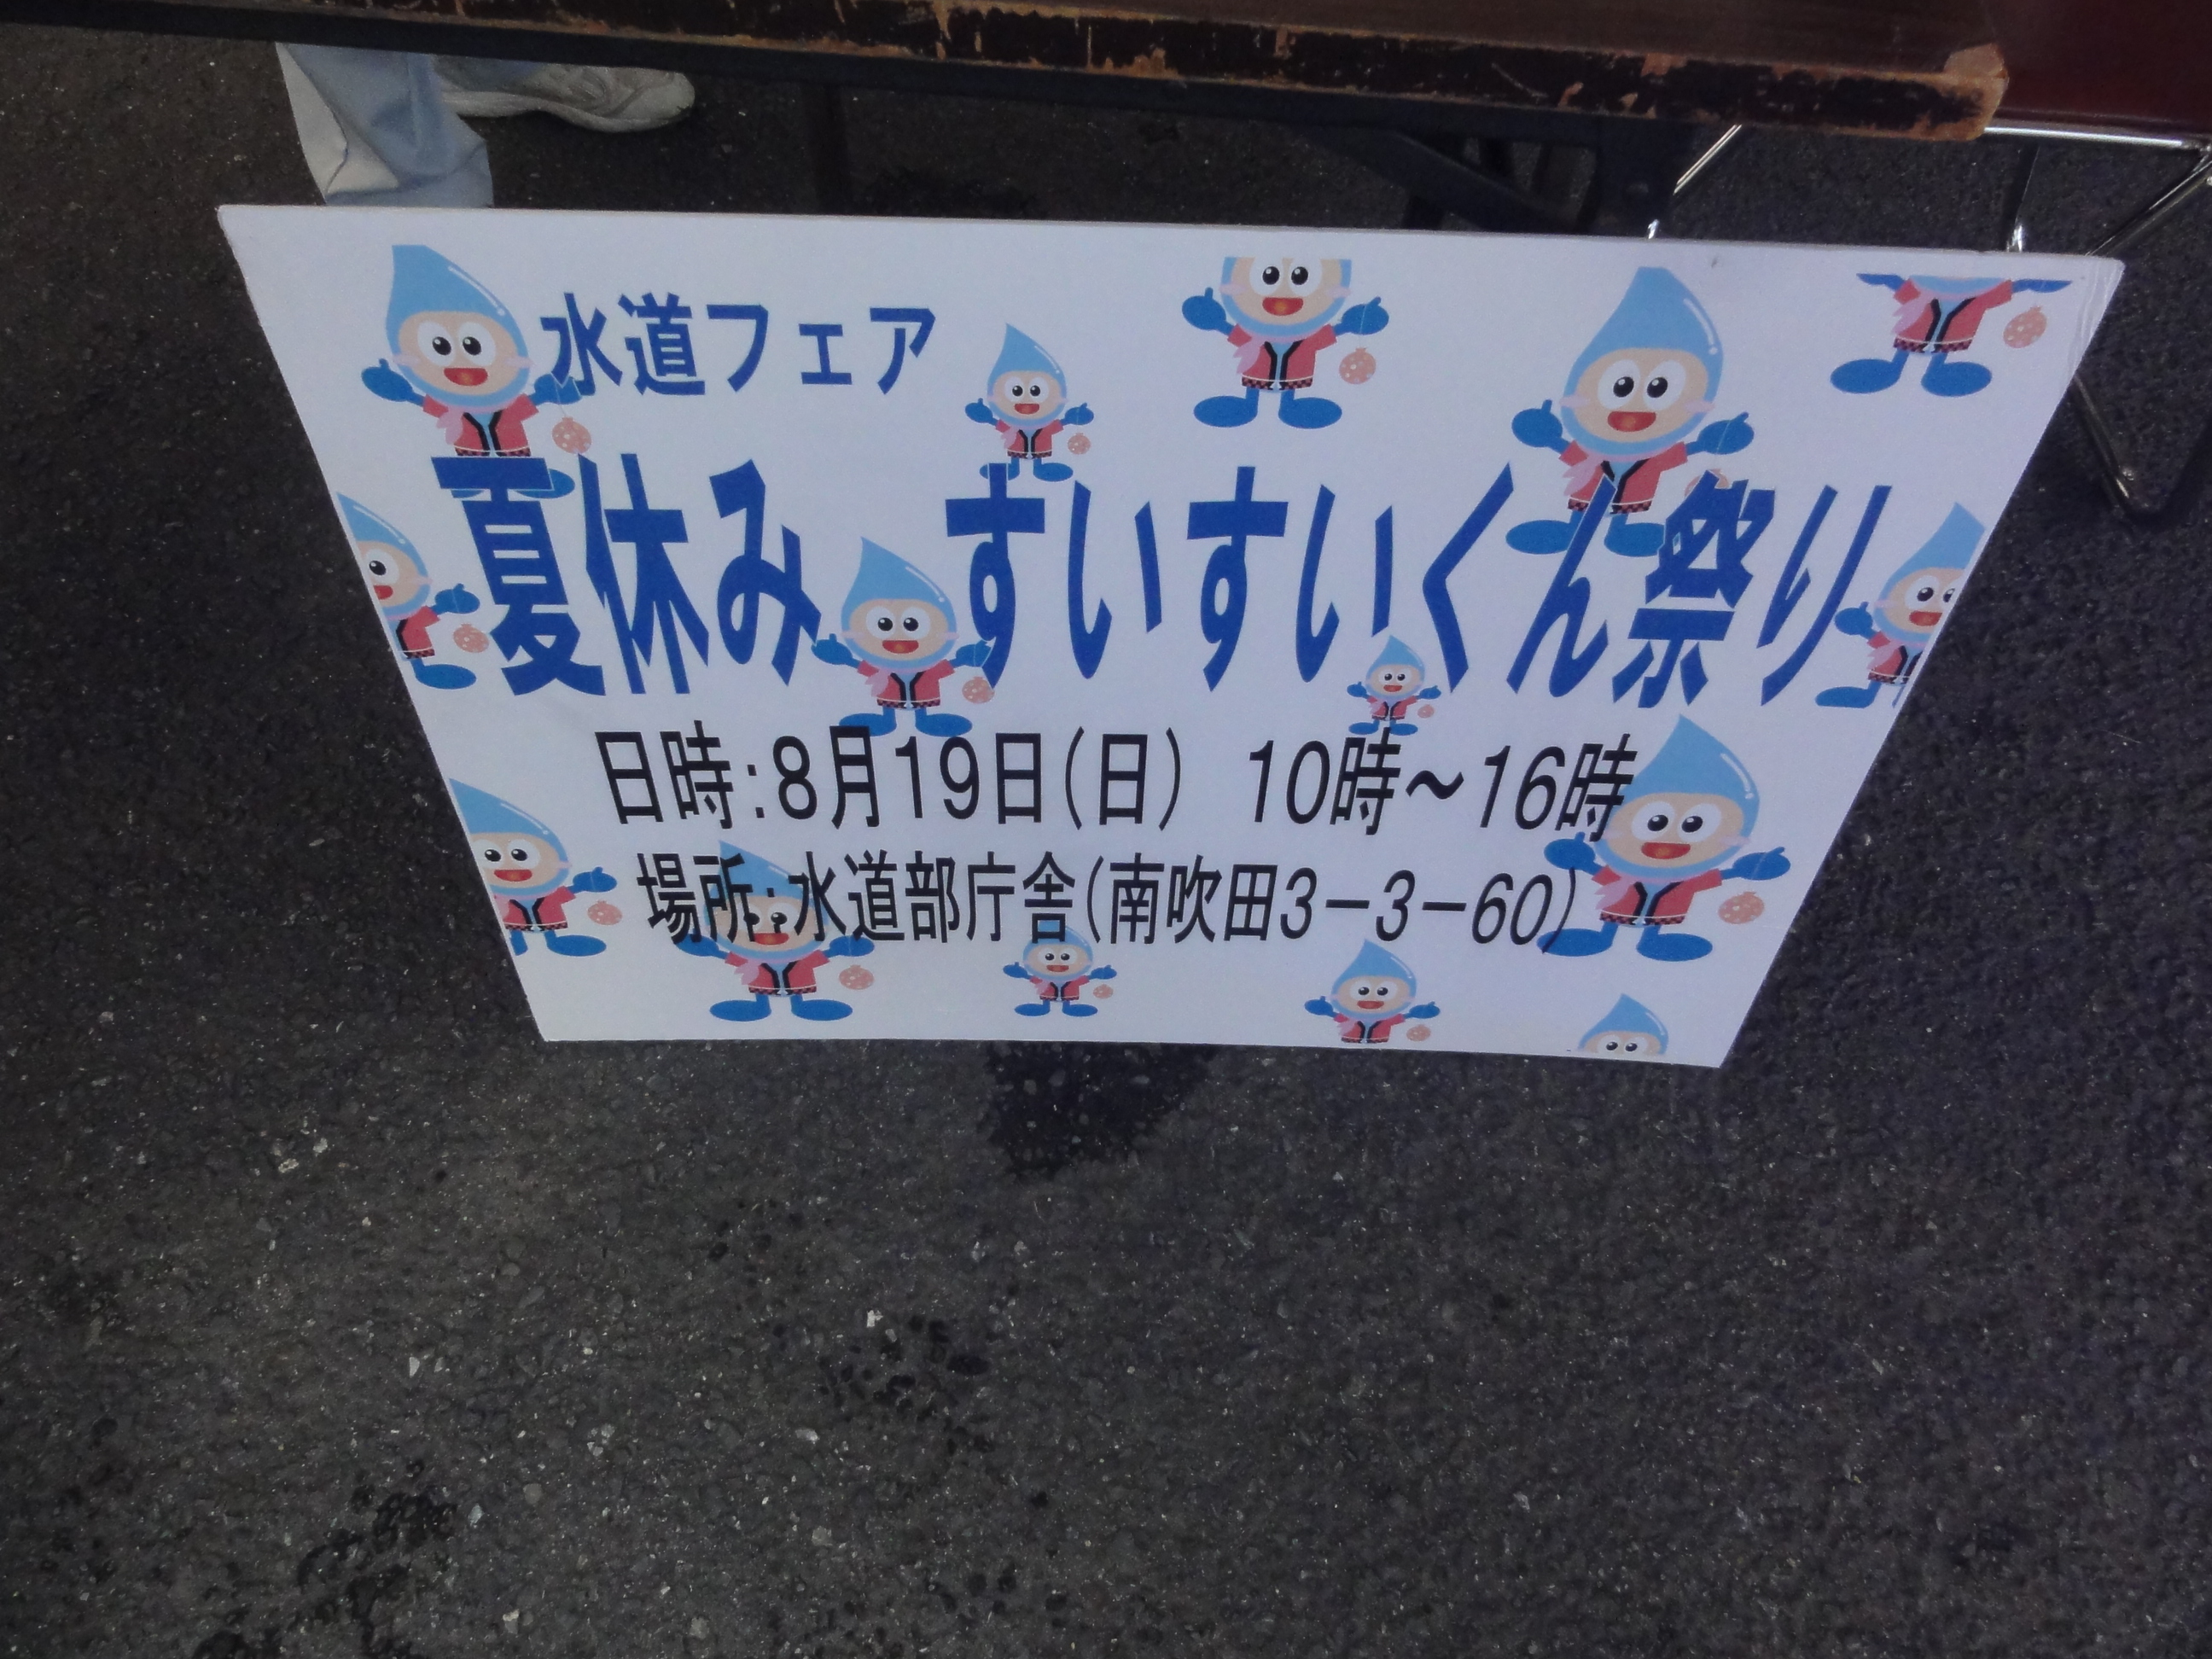 水道フェア
夏休み すいすいくん祭り
日時:8月19日(日) 10時～16時
場所:水道部庁舎(南吹田3－3－60)